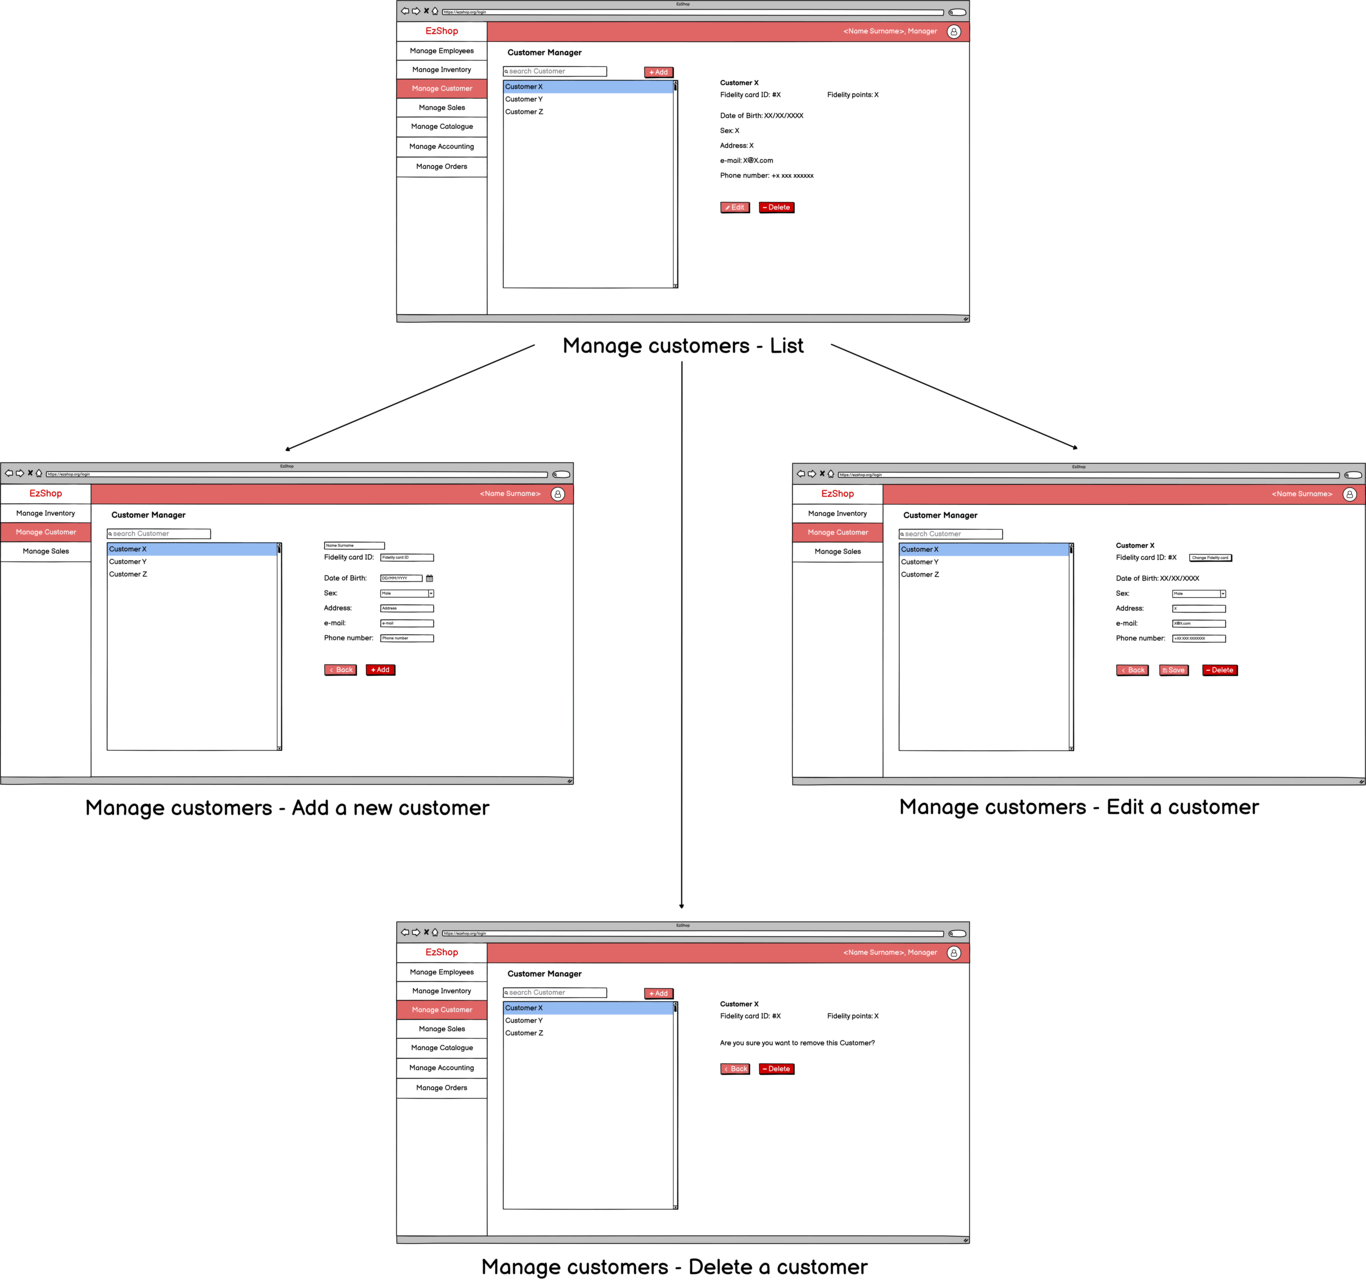 EzShop
https://ezshop.org/login
EzShop
<Name Surname>, Manager
Manage Employees
Manage Inventory
Manage Customer
Manage Sales
Manage Catalogue
Manage Accounting
Manage Orders
Customer Manager
search Customer
+ Add
Customer X
Customer Y
Customer Z
Customer X
Fidelity card ID: #X
Fidelity points: X
Date of Birth: XX/XX/XXXX
Sex: X
Address: X
e-mail: X@X.com
Phone number: +x xxx xxxxxx
Edit
− Delete
Manage customers - List
EzShop
https://ezshop.org/login
EzShop
<Name Surname>
Manage Inventory
Manage Customer
Manage Sales
Customer Manager
search Customer
Customer X
Customer Y
Customer Z
Name Surname
Fidelity card ID: Fidelity card ID
Date of Birth: DD/MM/YYYY
Sex: Male
Address: Address
e-mail: e-mail
Phone number: Phone number
< Back
+ Add
Manage customers - Add a new customer
EzShop
https://ezshop.org/login
EzShop
<Name Surname>
Manage Inventory
Manage Customer
Manage Sales
Customer Manager
search Customer
Customer X
Customer Y
Customer Z
Customer X
Fidelity card ID: #X Change Fidelity card
Date of Birth: XX/XX/XXXX
Sex: Male
Address: X
e-mail: X@X.com
Phone number: +XX XXX XXXXXXX
< Back
Save
− Delete
Manage customers - Edit a customer
EzShop
https://ezshop.org/login
EzShop
<Name Surname>, Manager
Manage Employees
Manage Inventory
Manage Customer
Manage Sales
Manage Catalogue
Manage Accounting
Manage Orders
Customer Manager
search Customer
+ Add
Customer X
Customer Y
Customer Z
Customer X
Fidelity card ID: #X
Fidelity points: X
Are you sure you want to remove this Customer?
< Back
− Delete
Manage customers - Delete a customer